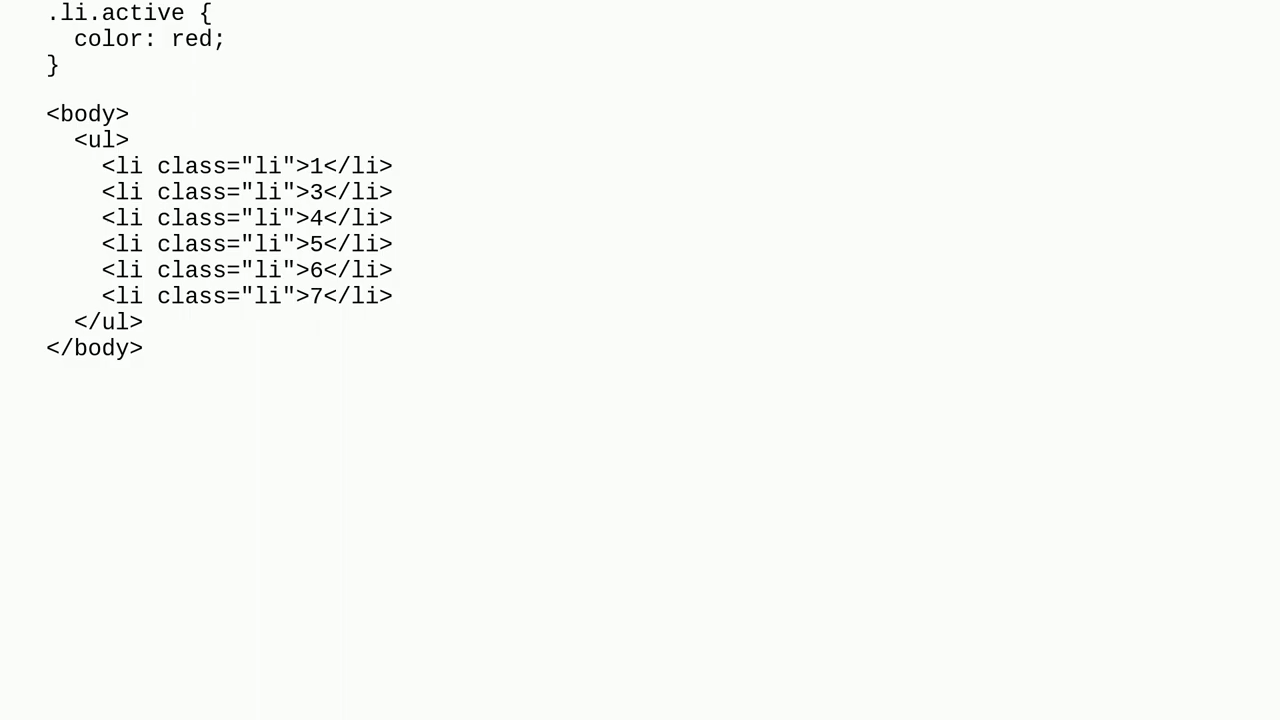 .li.active {
  color: red;
}

<body>
  <ul>
    <li class="li">1</li>
    <li class="li">3</li>
    <li class="li">4</li>
    <li class="li">5</li>
    <li class="li">6</li>
    <li class="li">7</li>
  </ul>
</body>